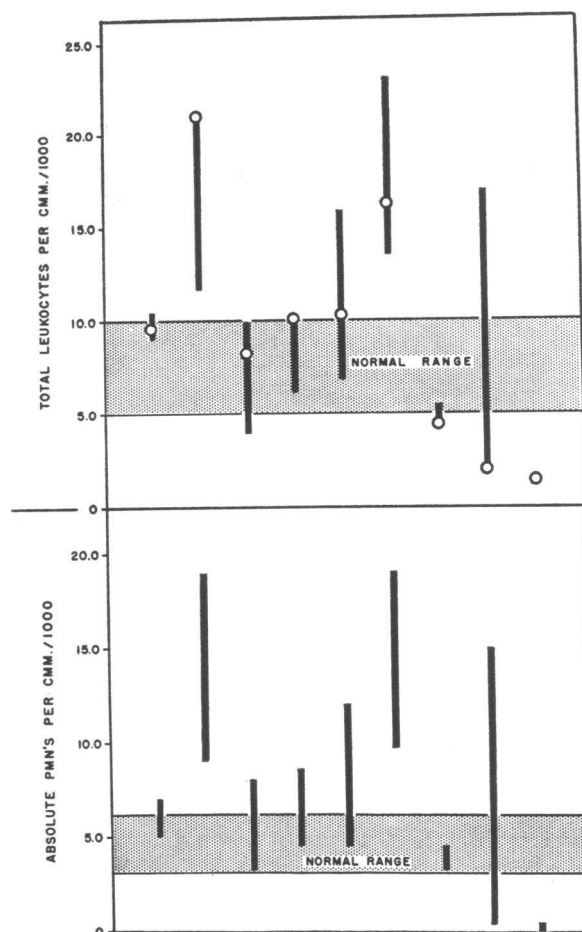 TOTAL LEUKOCYTES PER CMM./1000
25.0
20.0
15.0
10.0
5.0
0
NORMAL RANGE
ABSOLUTE PMN'S PER CMM./1000
20.0
15.0
10.0
5.0
0
NORMAL RANGE